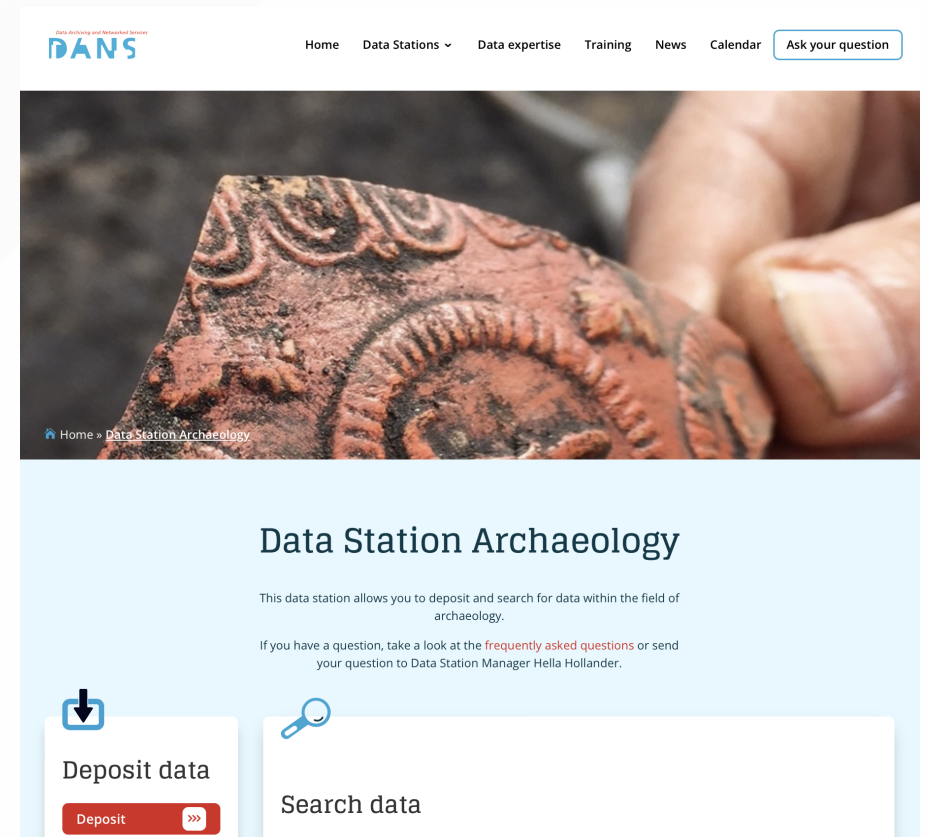 Data Archiving and Networked Services
DANS
Home Data Stations Data expertise Training News Calendar Ask your question
Home » Data Station Archaeology
Data Station Archaeology
This data station allows you to deposit and search for data within the field of
archaeology.
If you have a question, take a look at the frequently asked questions or send
your question to Data Station Manager Hella Hollander.
Deposit data
Deposit
Search data